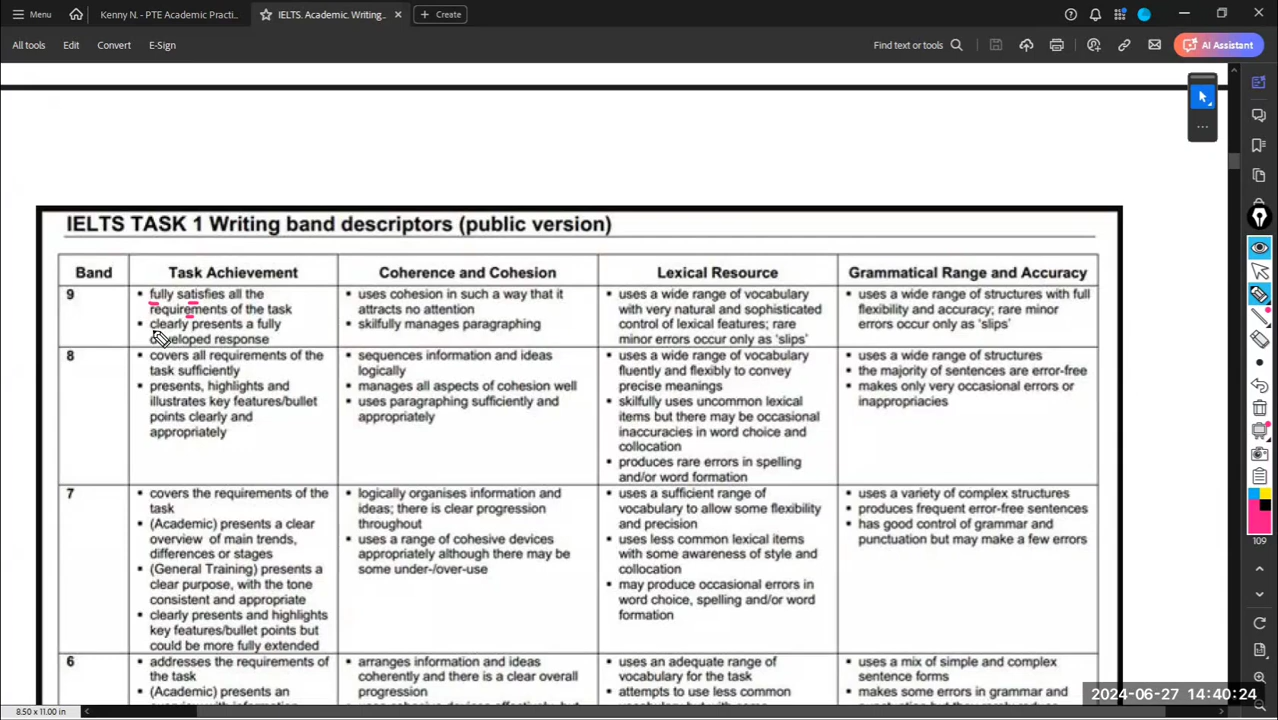 Menu
Kenny N. - PTE Academic Practi...
IELTS. Academic. Writing...
Create
All tools
Edit
Convert
E-Sign
Find text or tools
AI Assistant
IELTS TASK 1 Writing band descriptors (public version)
Band
Task Achievement
Coherence and Cohesion
Lexical Resource
Grammatical Range and Accuracy
9
• fully satisfies all the
requirements of the task
• clearly presents a fully
developed response
• uses cohesion in such a way that it
attracts no attention
• skilfully manages paragraphing
• uses a wide range of vocabulary
with very natural and sophisticated
control of lexical features; rare
minor errors occur only as 'slips'
• uses a wide range of structures with full
flexibility and accuracy; rare minor
errors occur only as 'slips'
8
• covers all requirements of the
task sufficiently
• presents, highlights and
illustrates key features/bullet
points clearly and
appropriately
• sequences information and ideas
logically
• manages all aspects of cohesion well
• uses paragraphing sufficiently and
appropriately
• uses a wide range of vocabulary
fluently and flexibly to convey
precise meanings
• skilfully uses uncommon lexical
items but there may be occasional
inaccuracies in word choice and
collocation
• produces rare errors in spelling
and/or word formation
• uses a wide range of structures
• the majority of sentences are error-free
• makes only very occasional errors or
inappropriacies
7
• covers the requirements of the
task
• (Academic) presents a clear
overview of main trends,
differences or stages
• (General Training) presents a
clear purpose, with the tone
consistent and appropriate
• clearly presents and highlights
key features/bullet points but
could be more fully extended
• logically organises information and
ideas; there is clear progression
throughout
• uses a range of cohesive devices
appropriately although there may be
some under-/over-use
• uses a sufficient range of
vocabulary to allow some flexibility
and precision
• uses less common lexical items
with some awareness of style and
collocation
• may produce occasional errors in
word choice, spelling and/or word
formation
• uses a variety of complex structures
• produces frequent error-free sentences
• has good control of grammar and
punctuation but may make a few errors
6
• addresses the requirements of
the task
• (Academic) presents an
• arranges information and ideas
coherently and there is a clear overall
progression
• uses an adequate range of
vocabulary for the task
• attempts to use less common
• uses a mix of simple and complex
sentence forms
• makes some errors in grammar and
109
8.50 x 11.00 in
2024-06-27 14:40:24